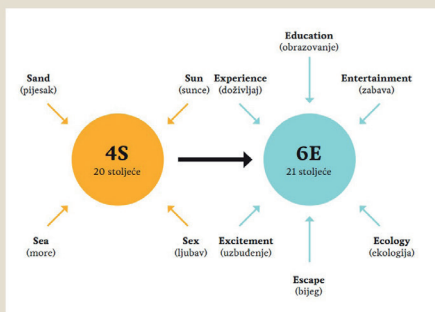 Education
(obrazovanje)
Sand
(pijesak)
Sun
(sunce)
Experience
(doživljaj)
Entertainment
(zabava)
4S
20 stoljeće
6E
21 stoljeće
Sea
(more)
Sex
(ljubav)
Excitement
(uzbuđenje)
Ecology
(ekologija)
Escape
(bijeg)